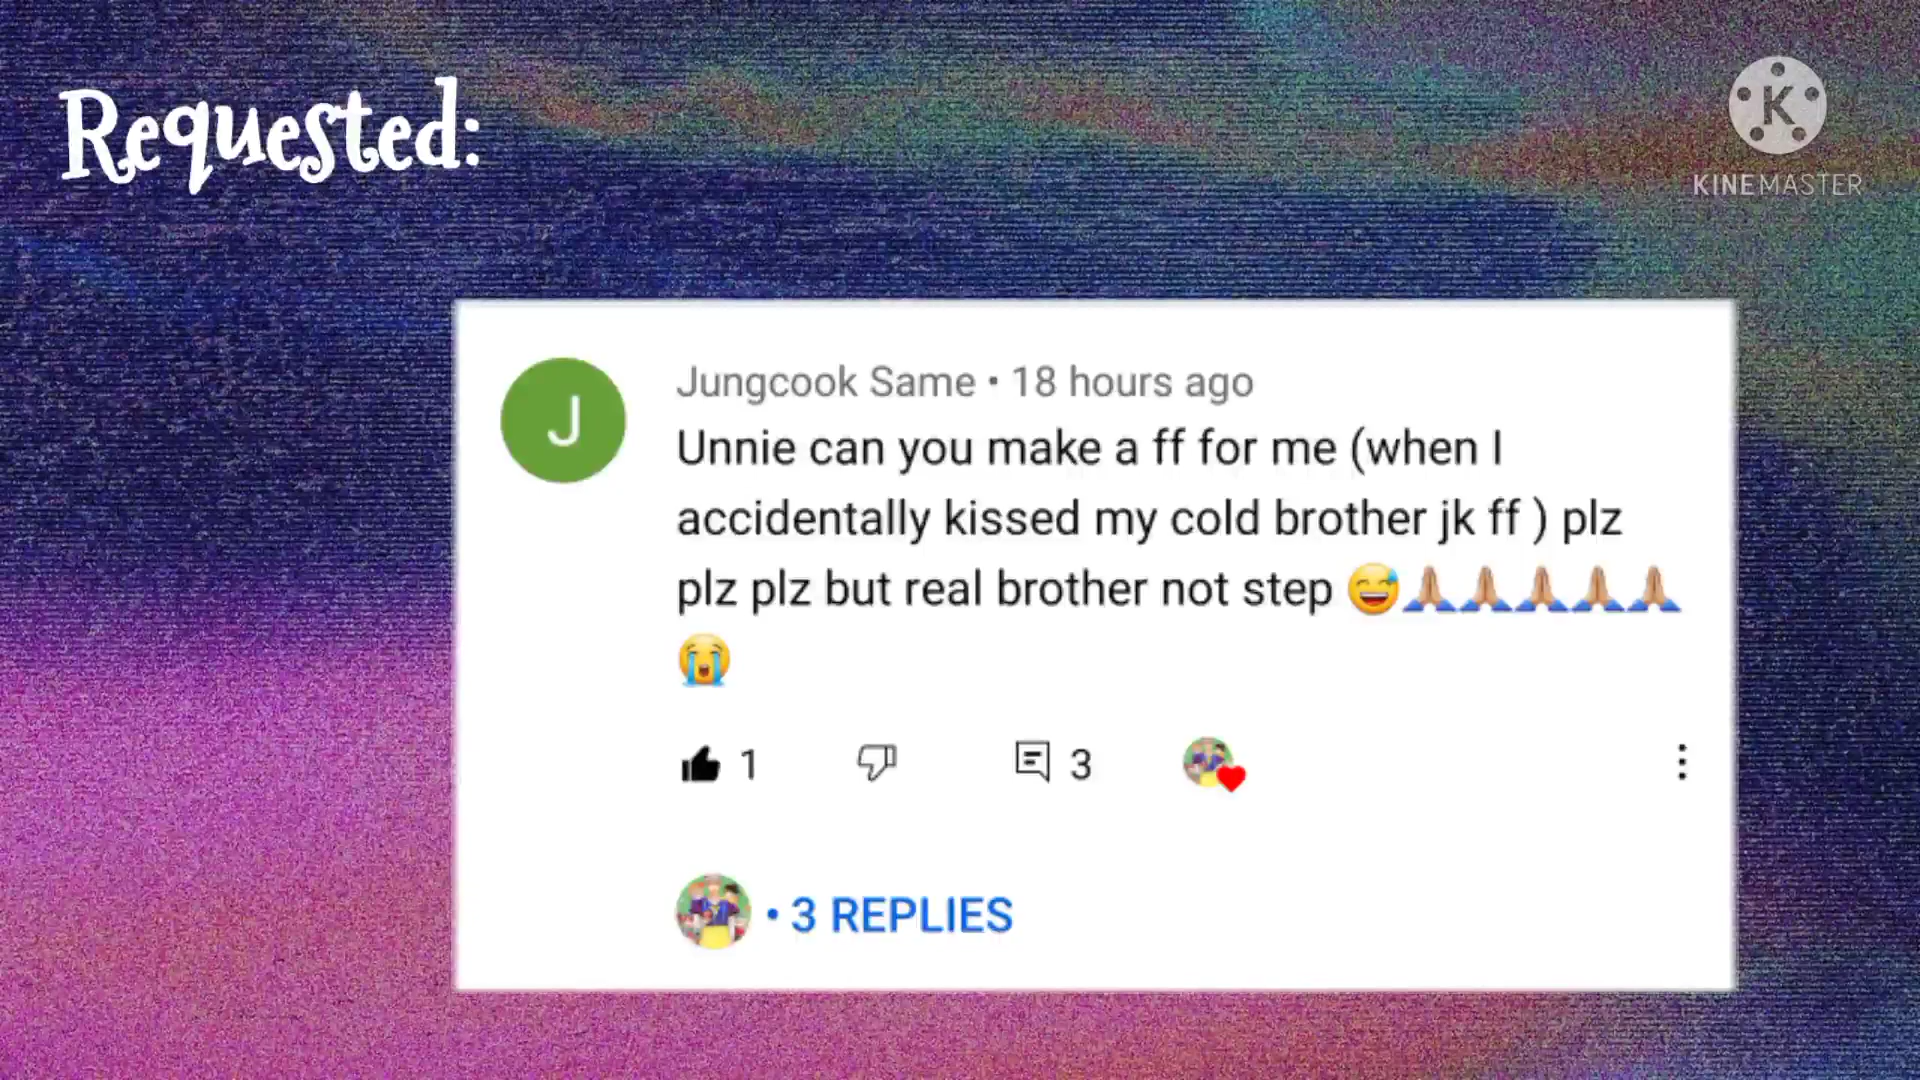 Requested:
K
KINEMASTER
J
Jungcook Same • 18 hours ago
Unnie can you make a ff for me (when I
accidentally kissed my cold brother jk ff ) plz
plz plz but real brother not step 😅🙏🏼🙏🏼🙏🏼🙏🏼🙏🏼
😭
1
3
• 3 REPLIES